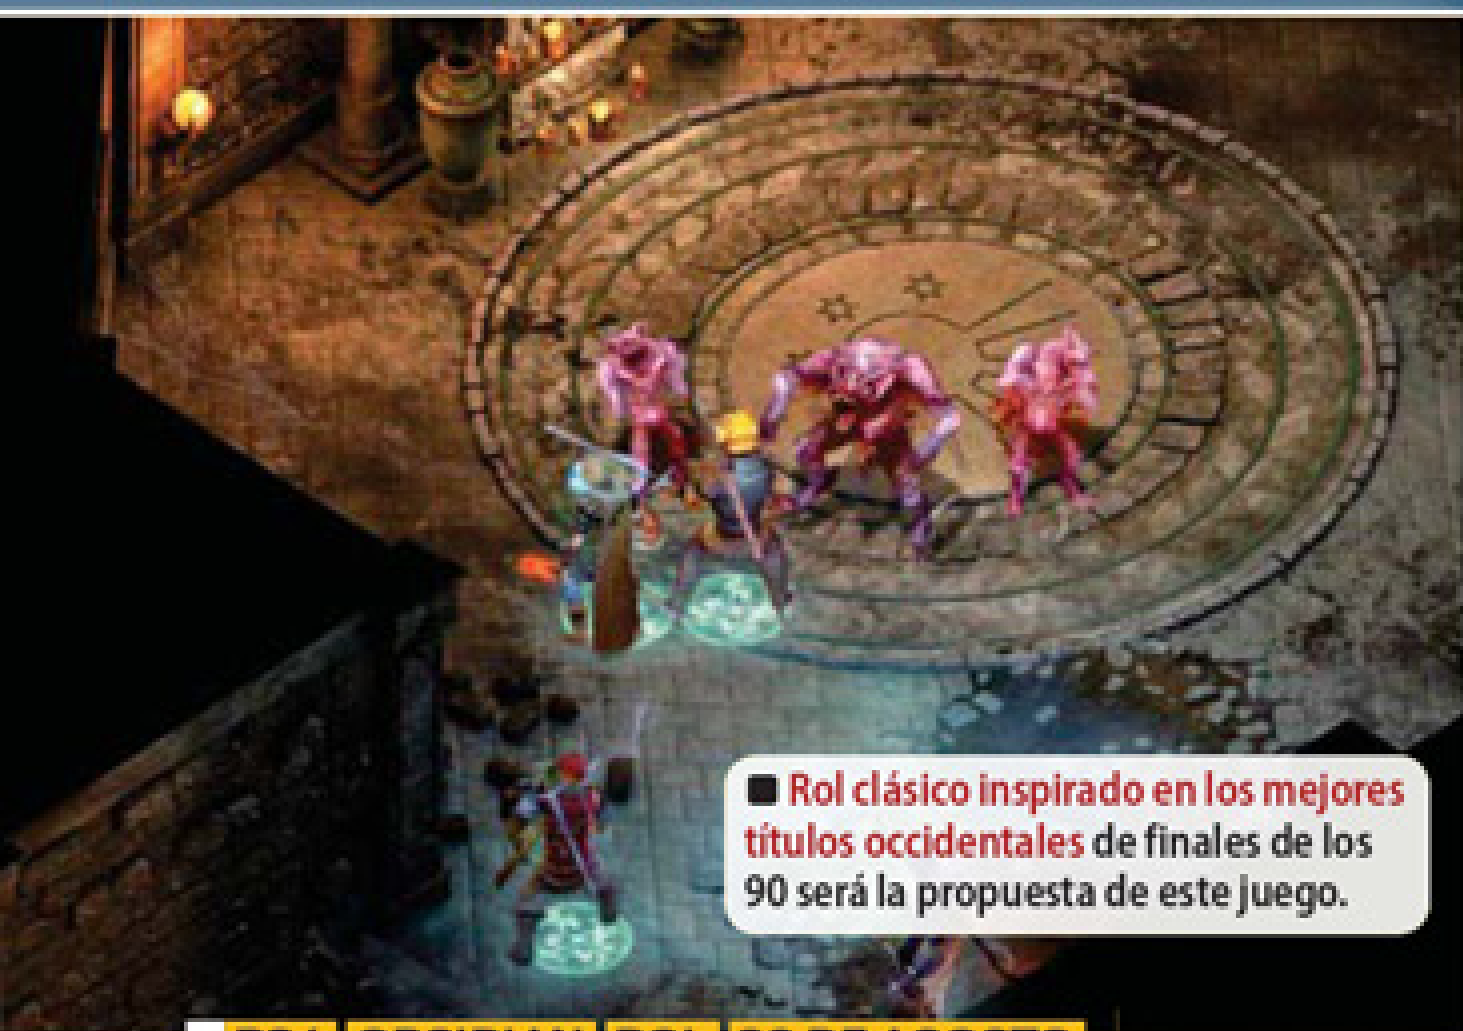 ■ Rol clásico inspirado en los mejores
títulos occidentales de finales de los
90 será la propuesta de este juego.